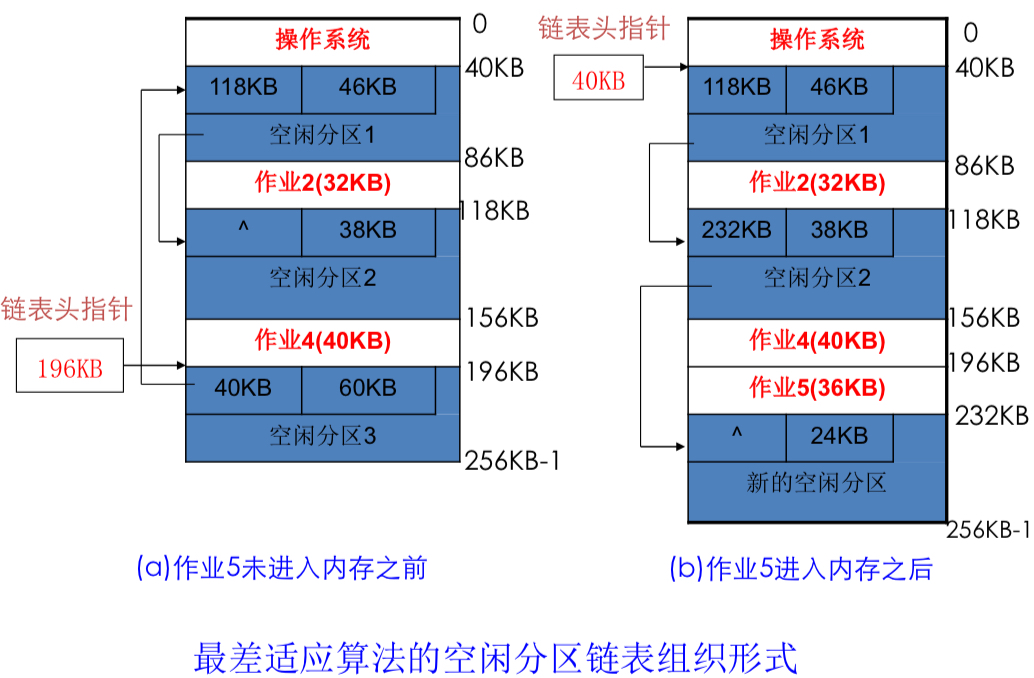 操作系统
0
118KB 46KB
40KB
空闲分区1
86KB
作业2(32KB)
118KB
^ 38KB
空闲分区2
156KB
链表头指针
196KB
作业4(40KB)
196KB
40KB 60KB
空闲分区3
256KB-1
(a)作业5未进入内存之前
链表头指针
40KB
操作系统
0
40KB
118KB 46KB
空闲分区1
86KB
作业2(32KB)
118KB
232KB 38KB
空闲分区2
156KB
作业4(40KB)
196KB
作业5(36KB)
232KB
^ 24KB
新的空闲分区
256KB-1
(b)作业5进入内存之后
最差适应算法的空闲分区链表组织形式